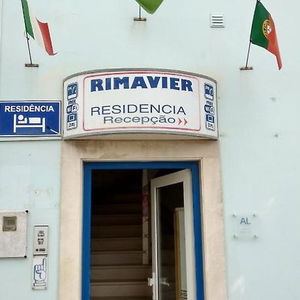 RIMAVIER
RESIDÊNCIA
RESIDENCIA
Recepção
AL